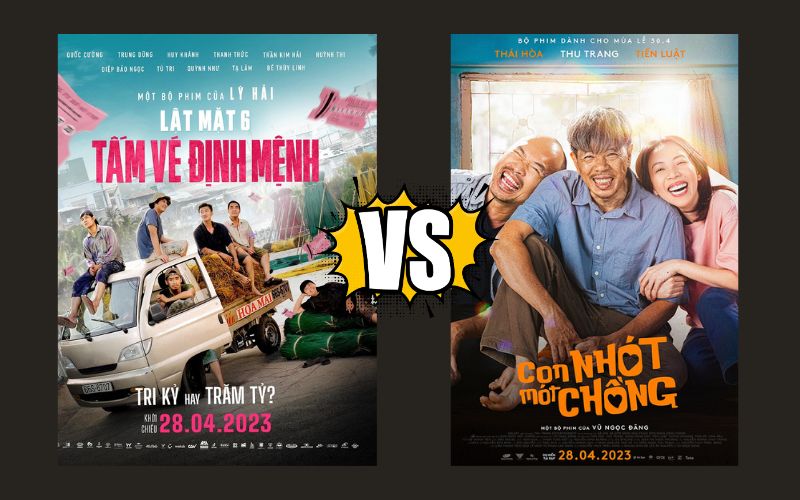 QUỐC CƯỜNG TRUNG DŨNG HUY KHÁNH THANH THỨC TRẦN KIM HẢI HUỲNH THI
DIỆP BẢO NGỌC TÚ TRI QUỲNH NHƯ TẠ LÂM BÉ THÙY LINH
MỘT BỘ PHIM CỦA LÝ HẢI
LẬT MẶT 6
TẤM VÉ ĐỊNH MỆNH
HOA MAI
TRI KỶ HAY TRĂM TỶ?
KHỞI CHIẾU 28.04.2023
VS
BỘ PHIM DÀNH CHO MÙA LỄ 30.4
THÁI HÒA THU TRANG TIẾN LUẬT
CON NHÓT
MÓT CHỒNG
MỘT BỘ PHIM CỦA VŨ NGỌC ĐÃNG
28.04.2023